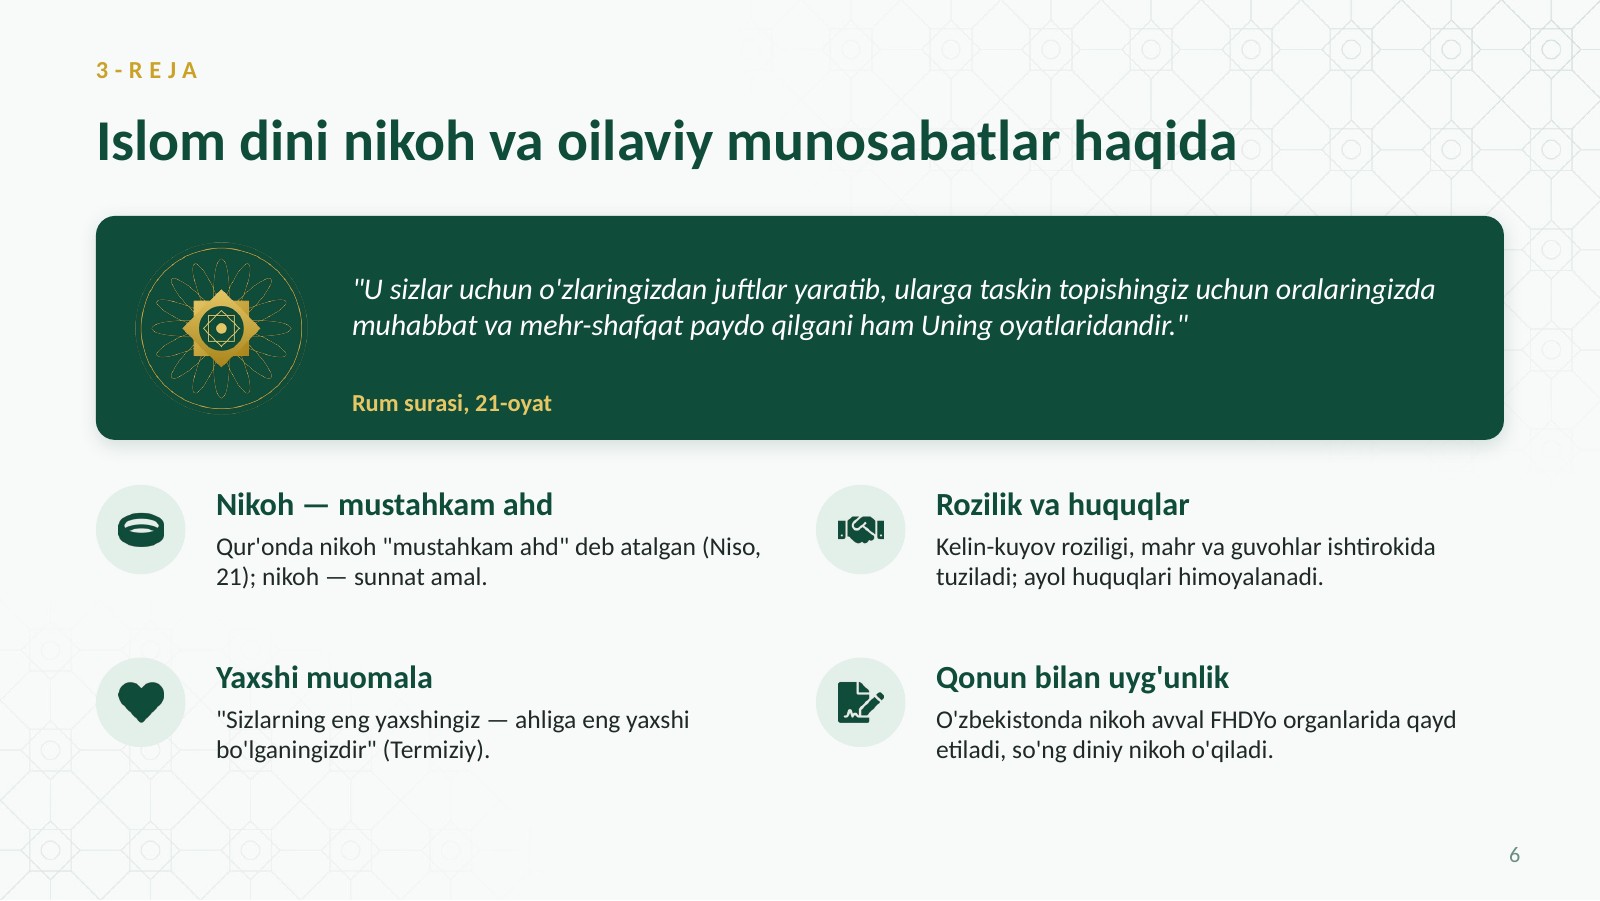 3-REJA
Islom dini nikoh va oilaviy munosabatlar haqida
"U sizlar uchun o'zlaringizdan juftlar yaratib, ularga taskin topishingiz uchun oralaringizda
muhabbat va mehr-shafqat paydo qilgani ham Uning oyatlaridandir."
Rum surasi, 21-oyat
Nikoh — mustahkam ahd
Qur'onda nikoh "mustahkam ahd" deb atalgan (Niso,
21); nikoh — sunnat amal.
Rozilik va huquqlar
Kelin-kuyov roziligi, mahr va guvohlar ishtirokida
tuziladi; ayol huquqlari himoyalanadi.
Yaxshi muomala
"Sizlarning eng yaxshingiz — ahliga eng yaxshi
bo'lganingizdir" (Termiziy).
Qonun bilan uyg'unlik
O'zbekistonda nikoh avval FHDYo organlarida qayd
etiladi, so'ng diniy nikoh o'qiladi.
6